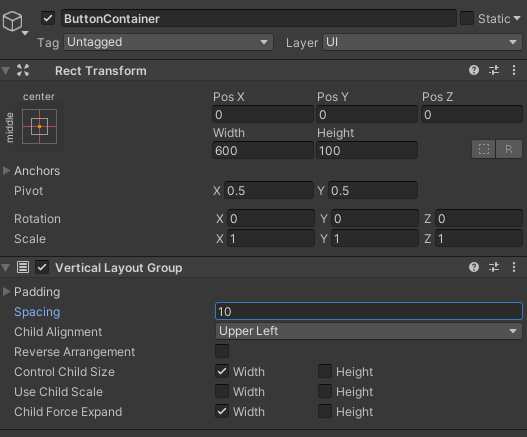 ButtonContainer Static
Tag Untagged Layer UI
Rect Transform
center
middle
Pos X Pos Y Pos Z
0 0 0
Width Height
600 100
R
Anchors
Pivot X 0.5 Y 0.5
Rotation X 0 Y 0 Z 0
Scale X 1 Y 1 Z 1
Vertical Layout Group
Padding
Spacing 10
Child Alignment Upper Left
Reverse Arrangement
Control Child Size Width Height
Use Child Scale Width Height
Child Force Expand Width Height